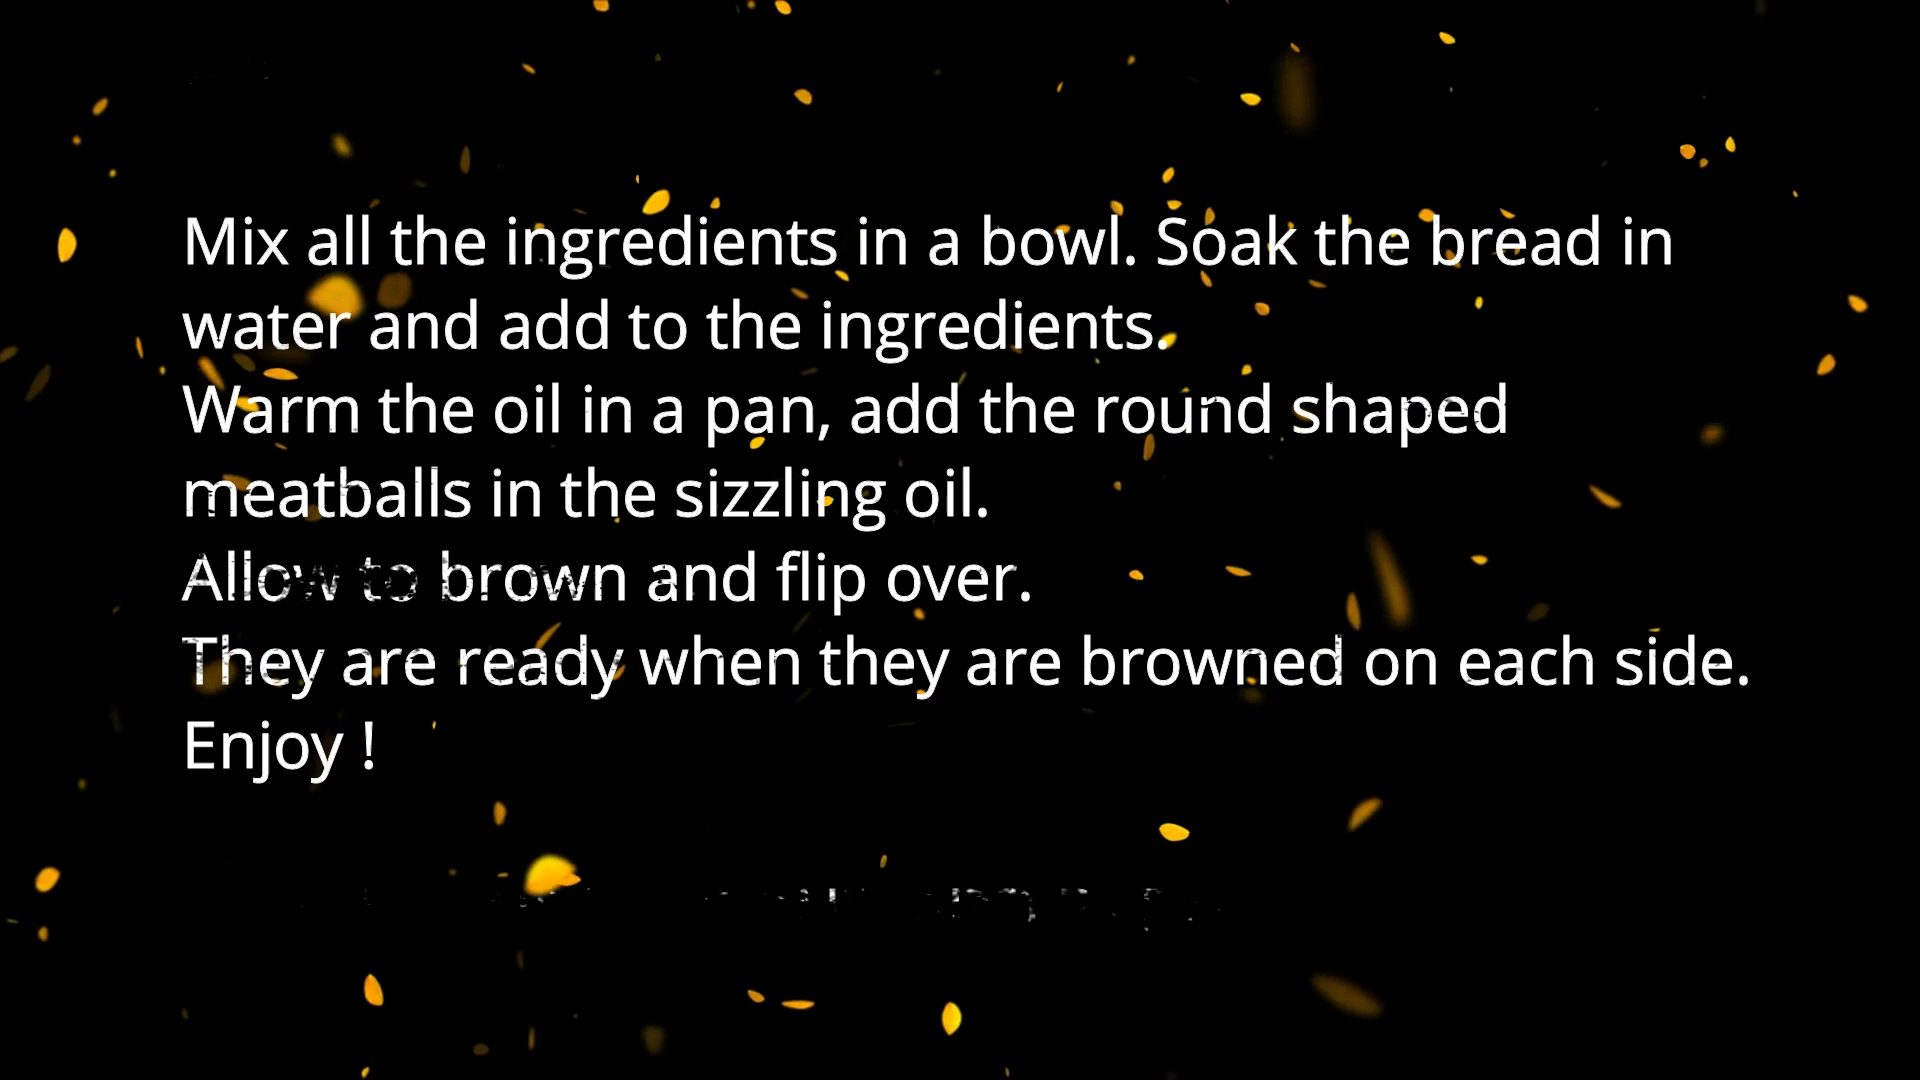 Mix all the ingredients in a bowl. Soak the bread in
water and add to the ingredients.
Warm the oil in a pan, add the round shaped
meatballs in the sizzling oil.
Allow to brown and flip over.
They are ready when they are browned on each side.
Enjoy !